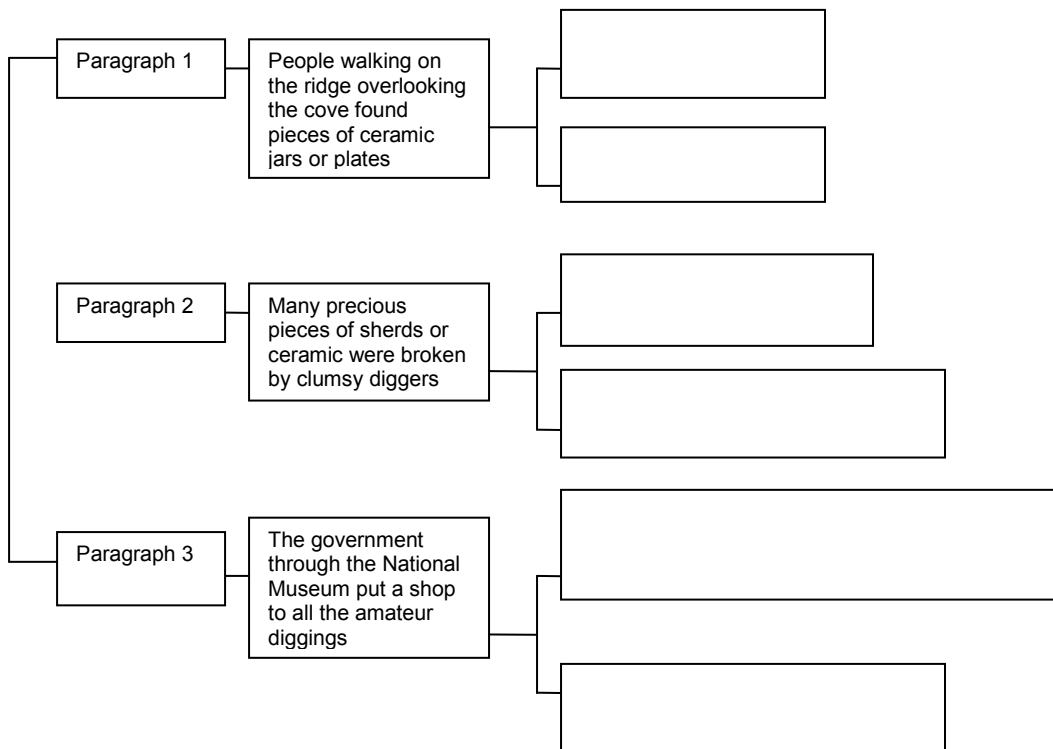 Paragraph 1
People walking on
the ridge overlooking
the cove found
pieces of ceramic
jars or plates
Paragraph 2
Many precious
pieces of sherds or
ceramic were broken
by clumsy diggers
Paragraph 3
The government
through the National
Museum put a shop
to all the amateur
diggings